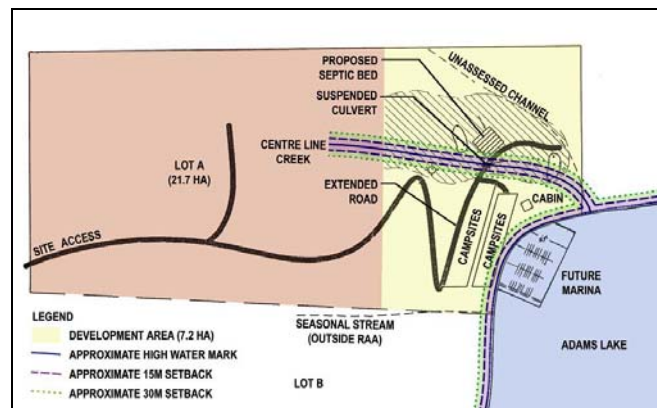 PROPOSED
SEPTIC BED
SUSPENDED
CULVERT
UNASSESSED CHANNEL
CENTRE LINE
CREEK
LOT A
(21.7 HA)
EXTENDED
ROAD
CABIN
CAMPSITES
CAMPSITES
SITE ACCESS
FUTURE
MARINA
ADAMS LAKE
SEASONAL STREAM
(OUTSIDE RAA)
LOT B
LEGEND
DEVELOPMENT AREA (7.2 HA)
APPROXIMATE HIGH WATER MARK
APPROXIMATE 15M SETBACK
APPROXIMATE 30M SETBACK